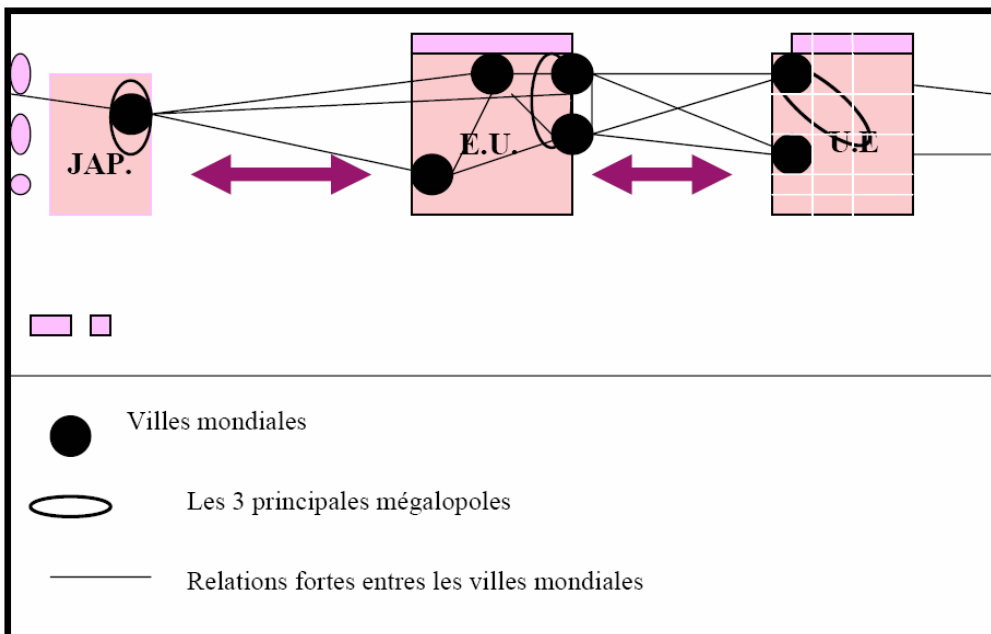 JAP.
E.U.
U.E
Villes mondiales
Les 3 principales mégalopoles
Relations fortes entres les villes mondiales